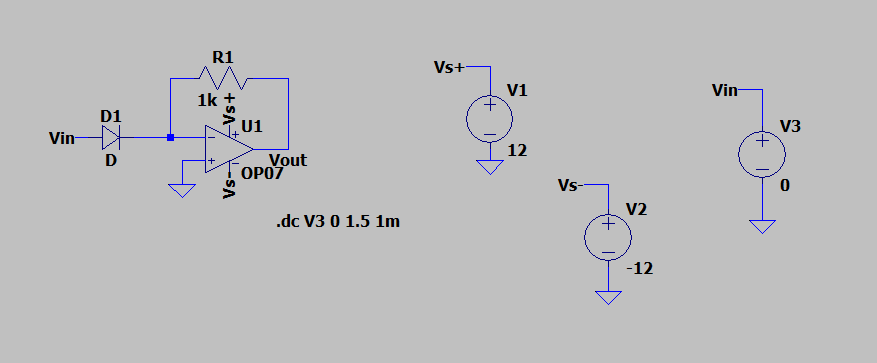 R1
1k
Vs+
D1
U1
Vin
D
Vout
OP07
Vs-
.dc V3 0 1.5 1m
Vs+
V1
12
Vs-
V2
-12
Vin
V3
0